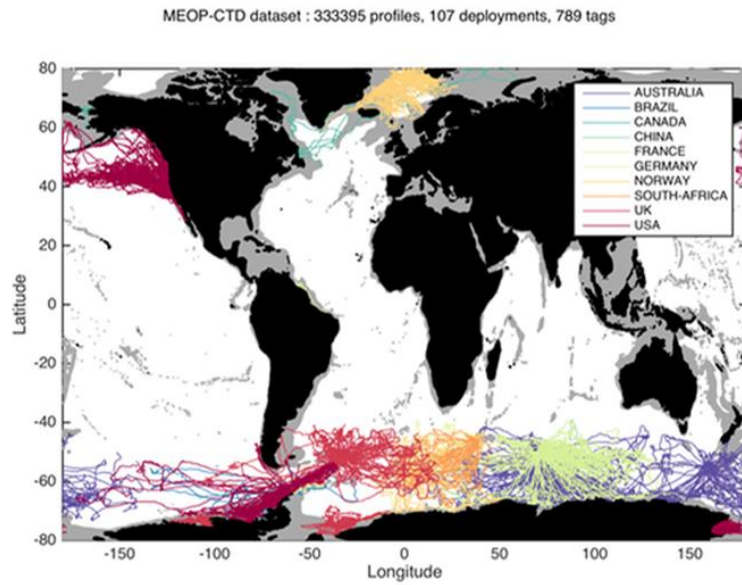 MEOP-CTD dataset : 333395 profiles, 107 deployments, 789 tags
80
60
40
20
0
-20
-40
-60
-80
Latitude
AUSTRALIA
BRAZIL
CANADA
CHINA
FRANCE
GERMANY
NORWAY
SOUTH-AFRICA
UK
USA
-150 -100 -50 0 50 100 150
Longitude